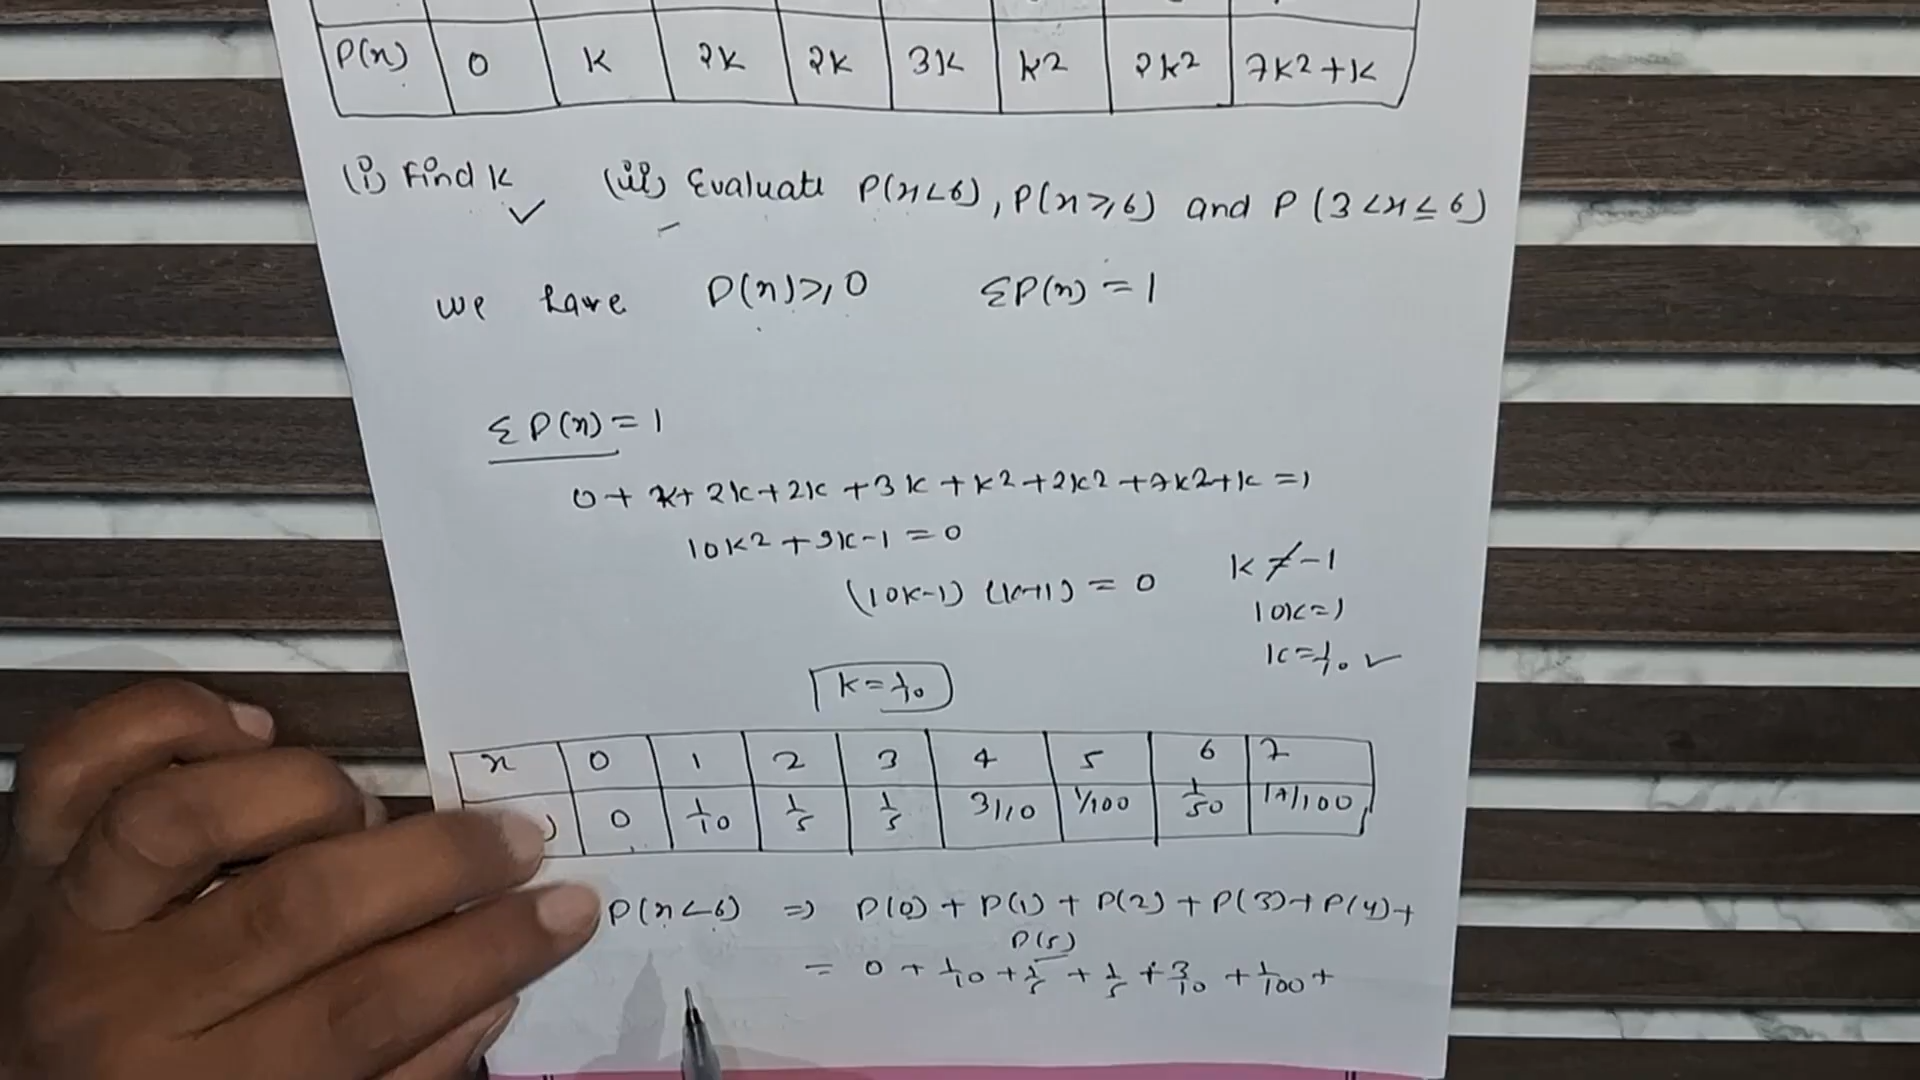 P(x) 0 k 2k 2k 3k k2 2k2 7k2+k
(i) Find k (ii) Evaluate P(x<6), P(x≥6) and P(3<x≤6)
we have P(x)≥0 ΣP(x) = 1
ΣP(x) = 1
0+k+2k+2k+3k+k2+2k2+7k2+k=1
10k2+9k-1=0
(10k-1)(k+1)=0 k≠-1
10k=1
k=1/10 ✓
k=1/10
x 0 1 2 3 4 5 6 7
) 0 1/10 1/5 1/5 3/10 1/100 1/50 17/100
P(x<6) ⇒ P(0)+P(1)+P(2)+P(3)+P(4)+
P(5)
= 0+1/10+1/5+1/5+3/10+1/100+